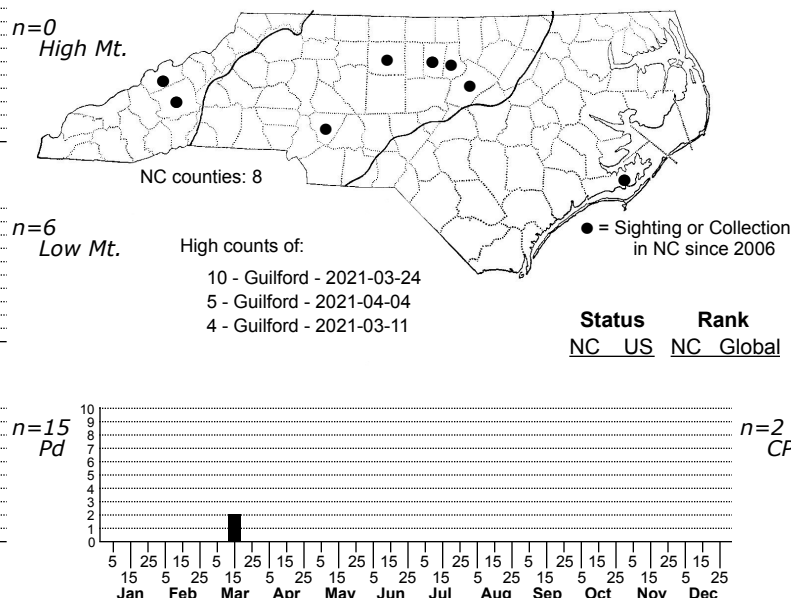 n=0
High Mt.
NC counties: 8
n=6
Low Mt.
High counts of:
10 - Guilford - 2021-03-24
5 - Guilford - 2021-04-04
4 - Guilford - 2021-03-11
● = Sighting or Collection
in NC since 2006
Status Rank
NC US NC Global
n=15
Pd
n=2
CP
10
9
8
7
6
5
4
3
2
1
0
5 25 15 5 25 15 5 25 15 5 25 15 5 25 15 5 25 15
15 5 25 15 5 25 15 5 25 15 5 25 15 5 25 15 5 25
Jan Feb Mar Apr May Jun Jul Aug Sep Oct Nov Dec